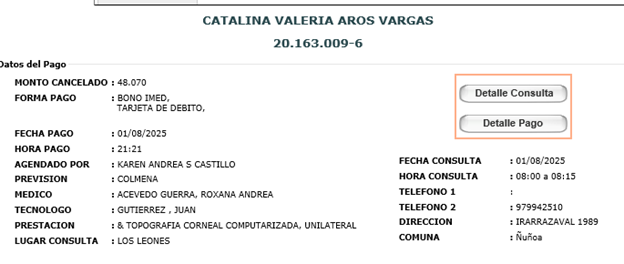 CATALINA VALERIA AROS VARGAS
20.163.009-6
Datos del Pago
MONTO CANCELADO : 48.070
FORMA PAGO : BONO IMED,
TARJETA DE DEBITO,
Detalle Consulta
Detalle Pago
FECHA PAGO : 01/08/2025
HORA PAGO : 21:21
AGENDADO POR : KAREN ANDREA S CASTILLO
PREVISION : COLMENA
MEDICO : ACEVEDO GUERRA, ROXANA ANDREA
TECNOLOGO : GUTIERREZ , JUAN
PRESTACION : & TOPOGRAFIA CORNEAL COMPUTARIZADA, UNILATERAL
LUGAR CONSULTA : LOS LEONES
FECHA CONSULTA : 01/08/2025
HORA CONSULTA : 08:00 a 08:15
TELEFONO 1 :
TELEFONO 2 : 979942510
DIRECCION : IRARRAZAVAL 1989
COMUNA : Ñuñoa